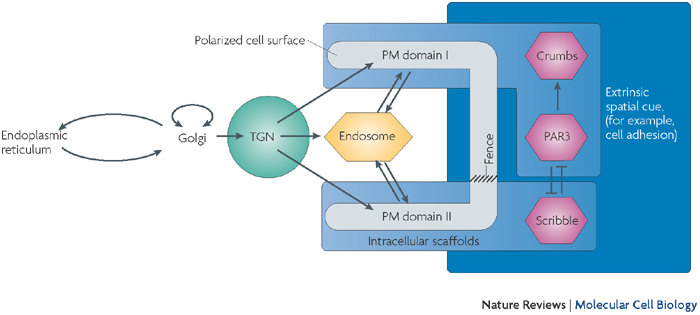 Polarized cell surface
PM domain I
Crumbs
Extrinsic
spatial cue,
(for example,
cell adhesion)
Endoplasmic
reticulum
Golgi
TGN
Endosome
Fence
PAR3
PM domain II
Scribble
Intracellular scaffolds
Nature Reviews | Molecular Cell Biology